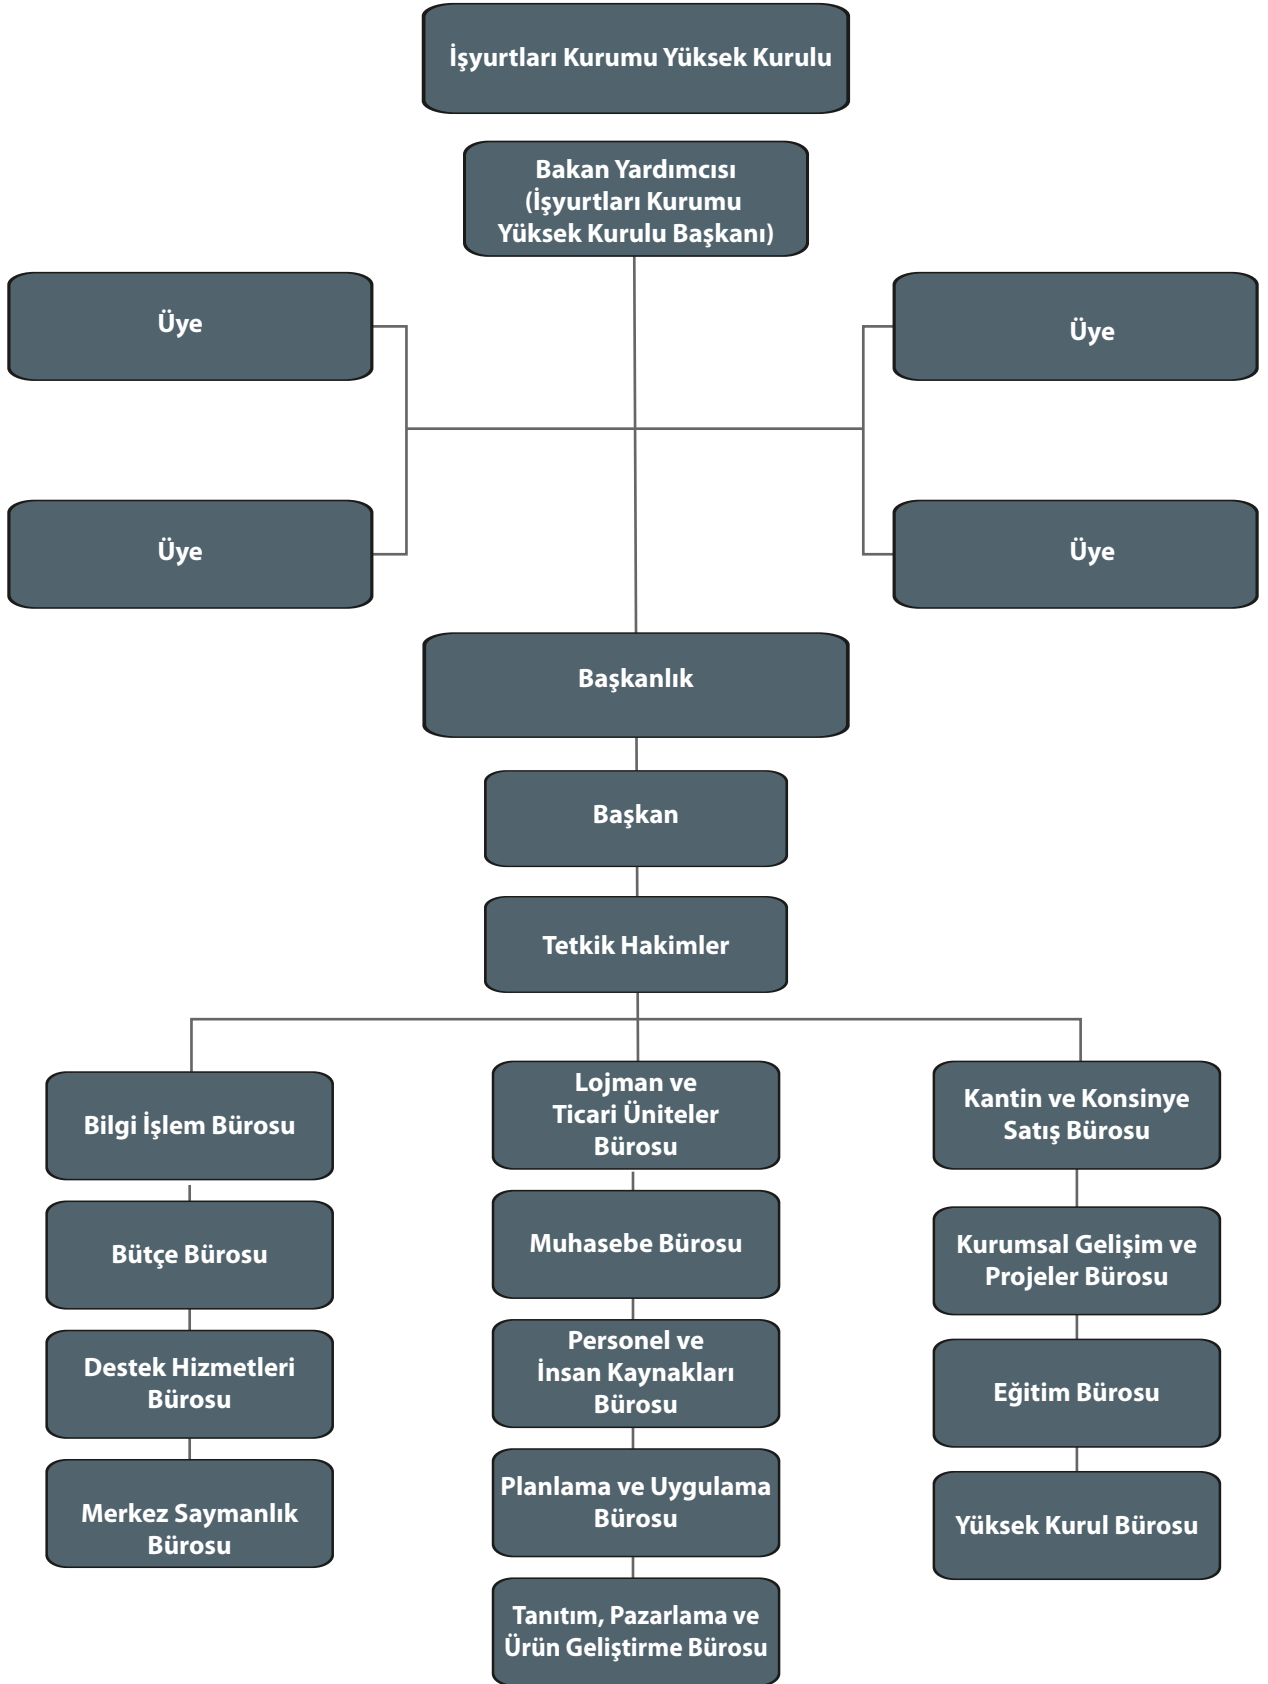 İşyurtları Kurumu Yüksek Kurulu
Bakan Yardımcısı
(İşyurtları Kurumu
Yüksek Kurulu Başkanı)
Üye
Üye
Üye
Üye
Başkanlık
Başkan
Tetkik Hakimler
Bilgi İşlem Bürosu
Bütçe Bürosu
Destek Hizmetleri
Bürosu
Merkez Saymanlık
Bürosu
Lojman ve
Ticari Üniteler
Bürosu
Muhasebe Bürosu
Personel ve
İnsan Kaynakları
Bürosu
Planlama ve Uygulama
Bürosu
Tanıtım, Pazarlama ve
Ürün Geliştirme Bürosu
Kantin ve Konsinye
Satış Bürosu
Kurumsal Gelişim ve
Projeler Bürosu
Eğitim Bürosu
Yüksek Kurul Bürosu